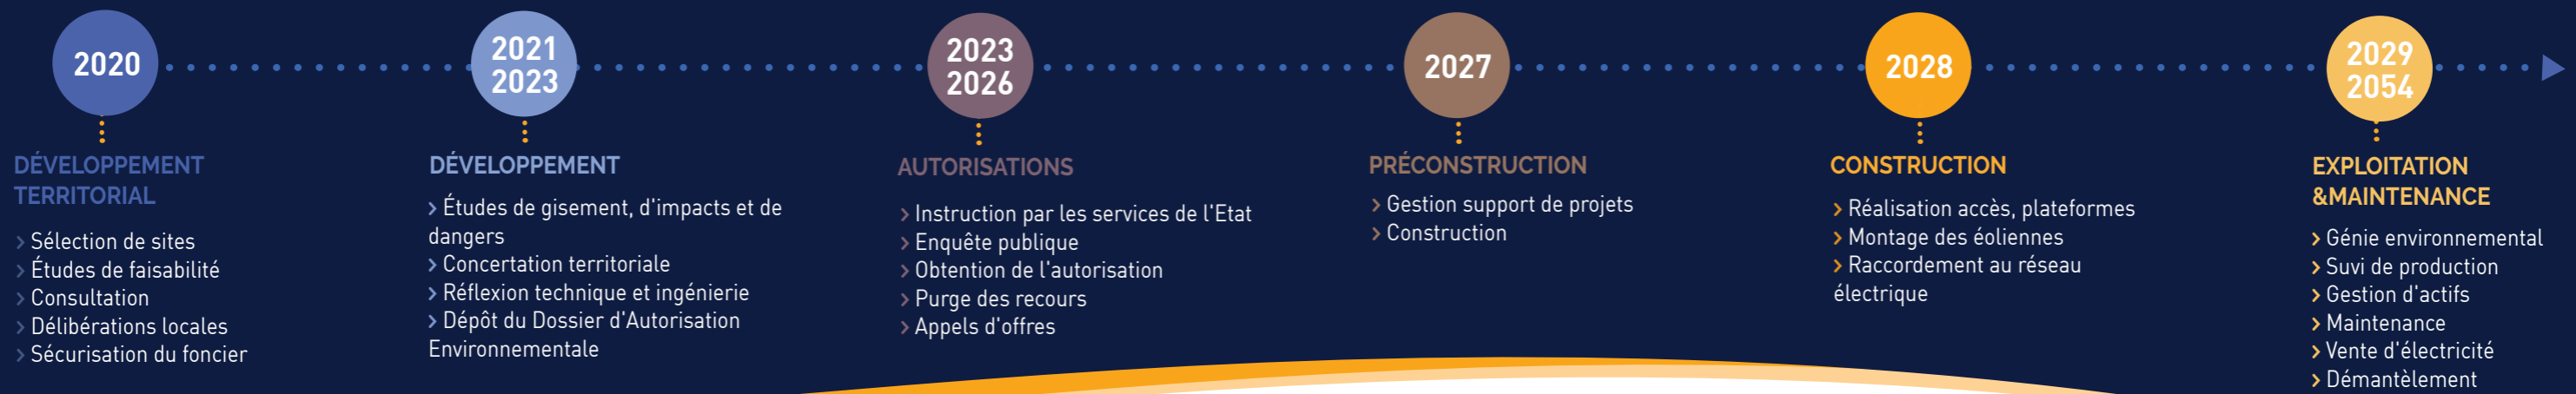 2020
DÉVELOPPEMENT
TERRITORIAL
> Sélection de sites
> Études de faisabilité
> Consultation
> Délibérations locales
> Sécurisation du foncier
2021
2023
DÉVELOPPEMENT
> Études de gisement, d'impacts et de
dangers
> Concertation territoriale
> Réflexion technique et ingénierie
> Dépôt du Dossier d'Autorisation
Environnementale
2023
2026
AUTORISATIONS
> Instruction par les services de l'Etat
> Enquête publique
> Obtention de l'autorisation
> Purge des recours
> Appels d'offres
2027
PRÉCONSTRUCTION
> Gestion support de projets
> Construction
2028
CONSTRUCTION
> Réalisation accès, plateformes
> Montage des éoliennes
> Raccordement au réseau
électrique
2029
2054
EXPLOITATION
&MAINTENANCE
> Génie environnemental
> Suvi de production
> Gestion d'actifs
> Maintenance
> Vente d'électricité
> Démantèlement